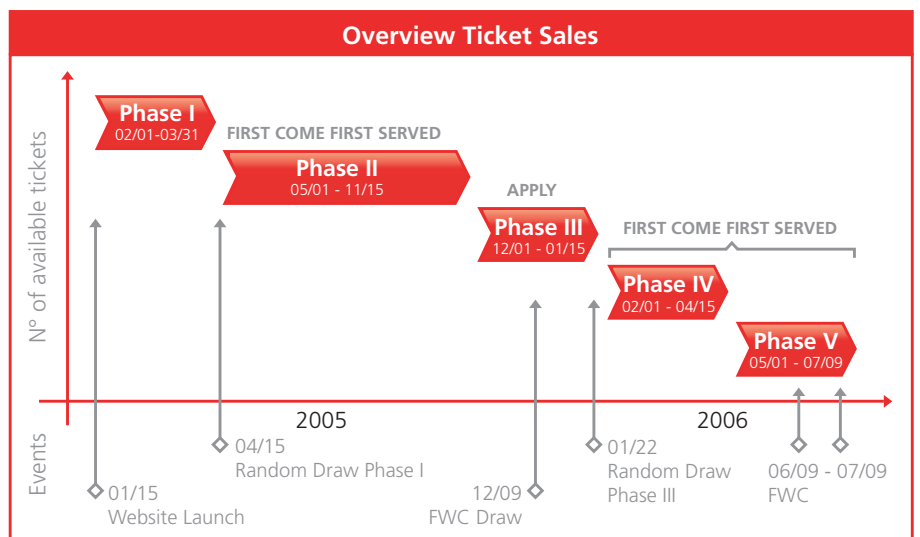 Overview Ticket Sales
N° of available tickets
Phase I
02/01-03/31
FIRST COME FIRST SERVED
Phase II
05/01 - 11/15
APPLY
Phase III
12/01 - 01/15
FIRST COME FIRST SERVED
Phase IV
02/01 - 04/15
Phase V
05/01 - 07/09
2005
2006
Events
01/15
Website Launch
04/15
Random Draw Phase I
12/09
FWC Draw
01/22
Random Draw
Phase III
06/09 - 07/09
FWC